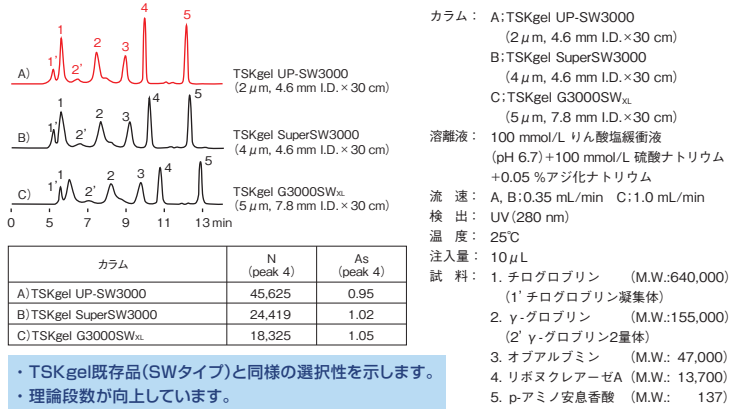 1' 1 2' 2 3 4 5
A) TSKgel UP-SW3000
(2μm, 4.6 mm I.D.×30 cm)
1' 1 2' 2 3 4 5
B) TSKgel SuperSW3000
(4μm, 4.6 mm I.D.×30 cm)
1' 1 2' 2 3 4 5
C) TSKgel G3000SWXL
(5μm, 7.8 mm I.D.×30 cm)
0 5 7 9 11 13 min
カラム N (peak 4) As (peak 4)
A)TSKgel UP-SW3000 45,625 0.95
B)TSKgel SuperSW3000 24,419 1.02
C)TSKgel G3000SWXL 18,325 1.05
・TSKgel既存品(SWタイプ)と同様の選択性を示します。
・理論段数が向上しています。
カラム： A;TSKgel UP-SW3000
(2μm, 4.6 mm I.D.×30 cm)
B;TSKgel SuperSW3000
(4μm, 4.6 mm I.D.×30 cm)
C;TSKgel G3000SWXL
(5μm, 7.8 mm I.D.×30 cm)
溶離液： 100 mmol/L りん酸塩緩衝液
(pH 6.7)+100 mmol/L 硫酸ナトリウム
+0.05 %アジ化ナトリウム
流 速： A, B;0.35 mL/min C;1.0 mL/min
検 出： UV(280 nm)
温 度： 25℃
注入量： 10μL
試 料： 1. チログロブリン (M.W.:640,000)
(1' チログロブリン凝集体)
2. γ-グロブリン (M.W.:155,000)
(2' γ-グロブリン2量体)
3. オブアルブミン (M.W.: 47,000)
4. リボヌクレアーゼA (M.W.: 13,700)
5. p-アミノ安息香酸 (M.W.: 137)